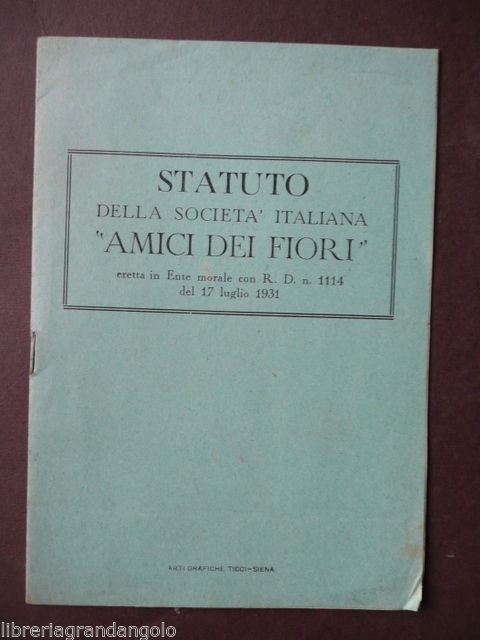 STATUTO
DELLA SOCIETA' ITALIANA
"AMICI DEI FIORI"
eretta in Ente morale con R. D. n. 1114
del 17 luglio 1931
ARTI GRAFICHE TICCI-SIENA
libreriagrandangolo